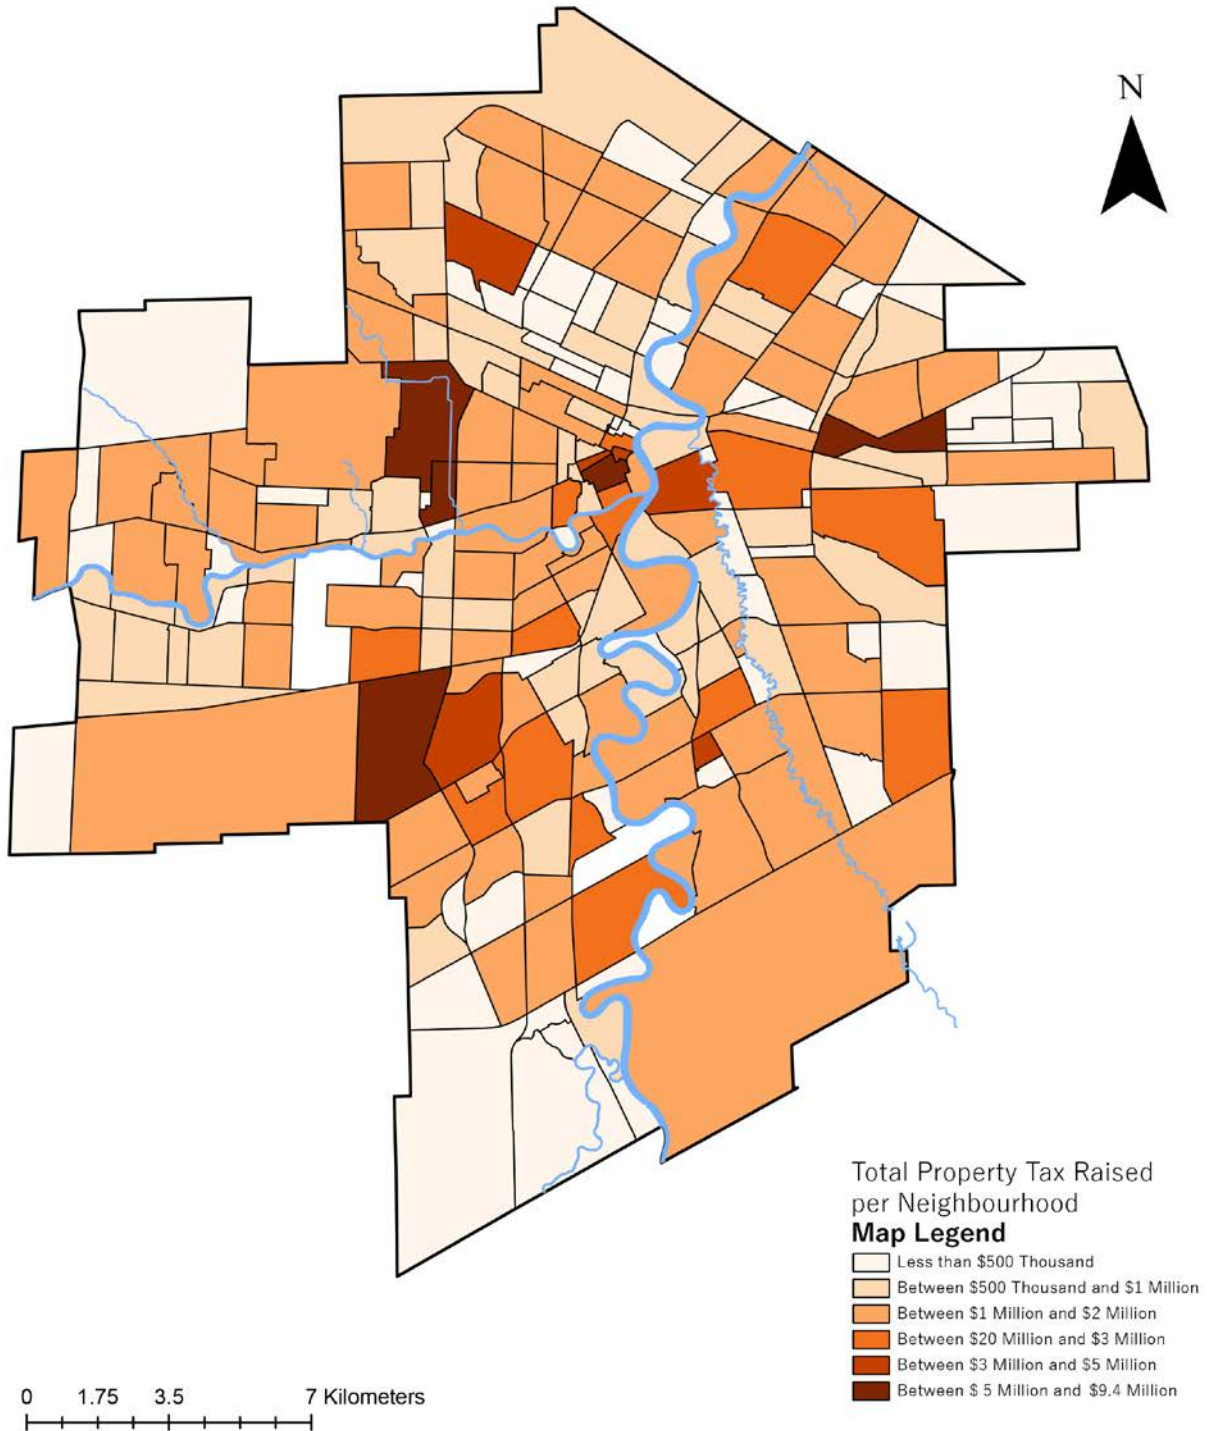 N
Total Property Tax Raised
per Neighbourhood
Map Legend
Less than $500 Thousand
Between $500 Thousand and $1 Million
Between $1 Million and $2 Million
Between $20 Million and $3 Million
Between $3 Million and $5 Million
Between $ 5 Million and $9.4 Million
0 1.75 3.5 7 Kilometers